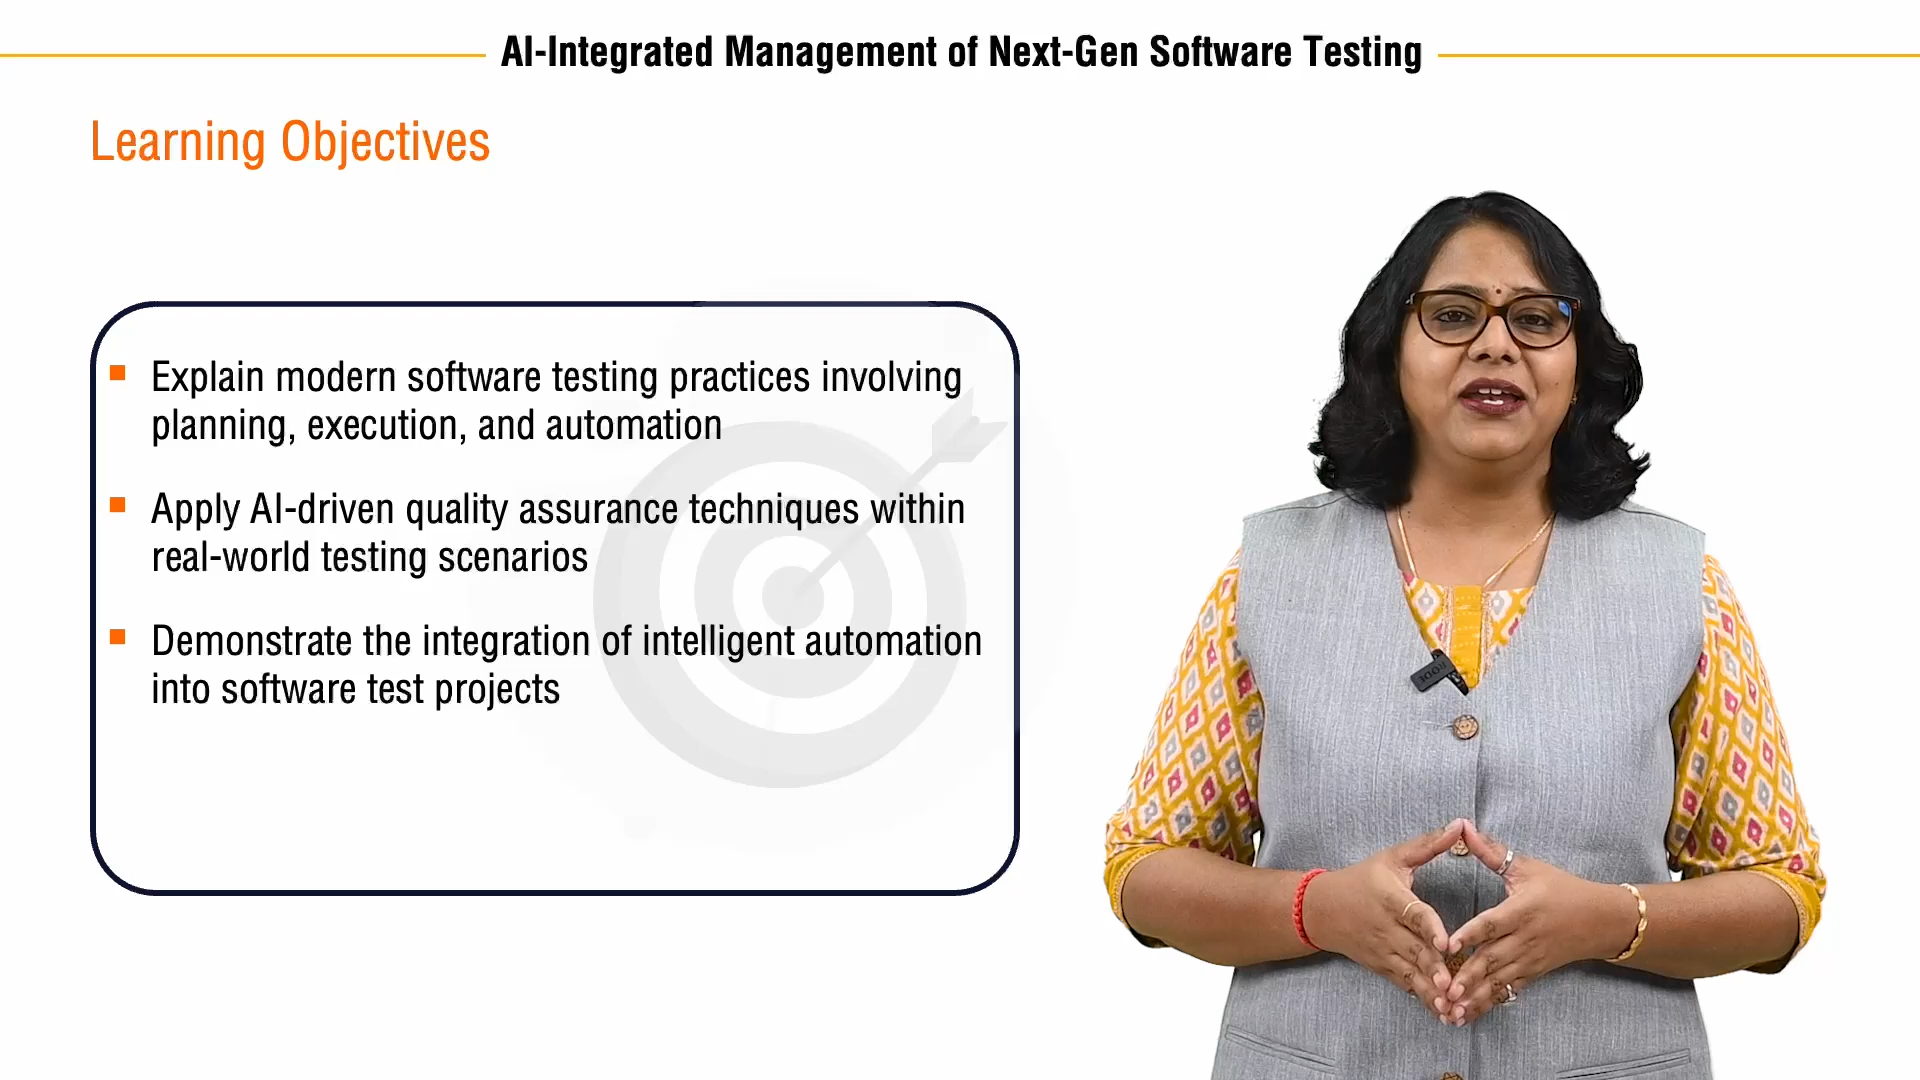 AI-Integrated Management of Next-Gen Software Testing
Learning Objectives
Explain modern software testing practices involving
planning, execution, and automation
Apply AI-driven quality assurance techniques within
real-world testing scenarios
Demonstrate the integration of intelligent automation
into software test projects
RODE